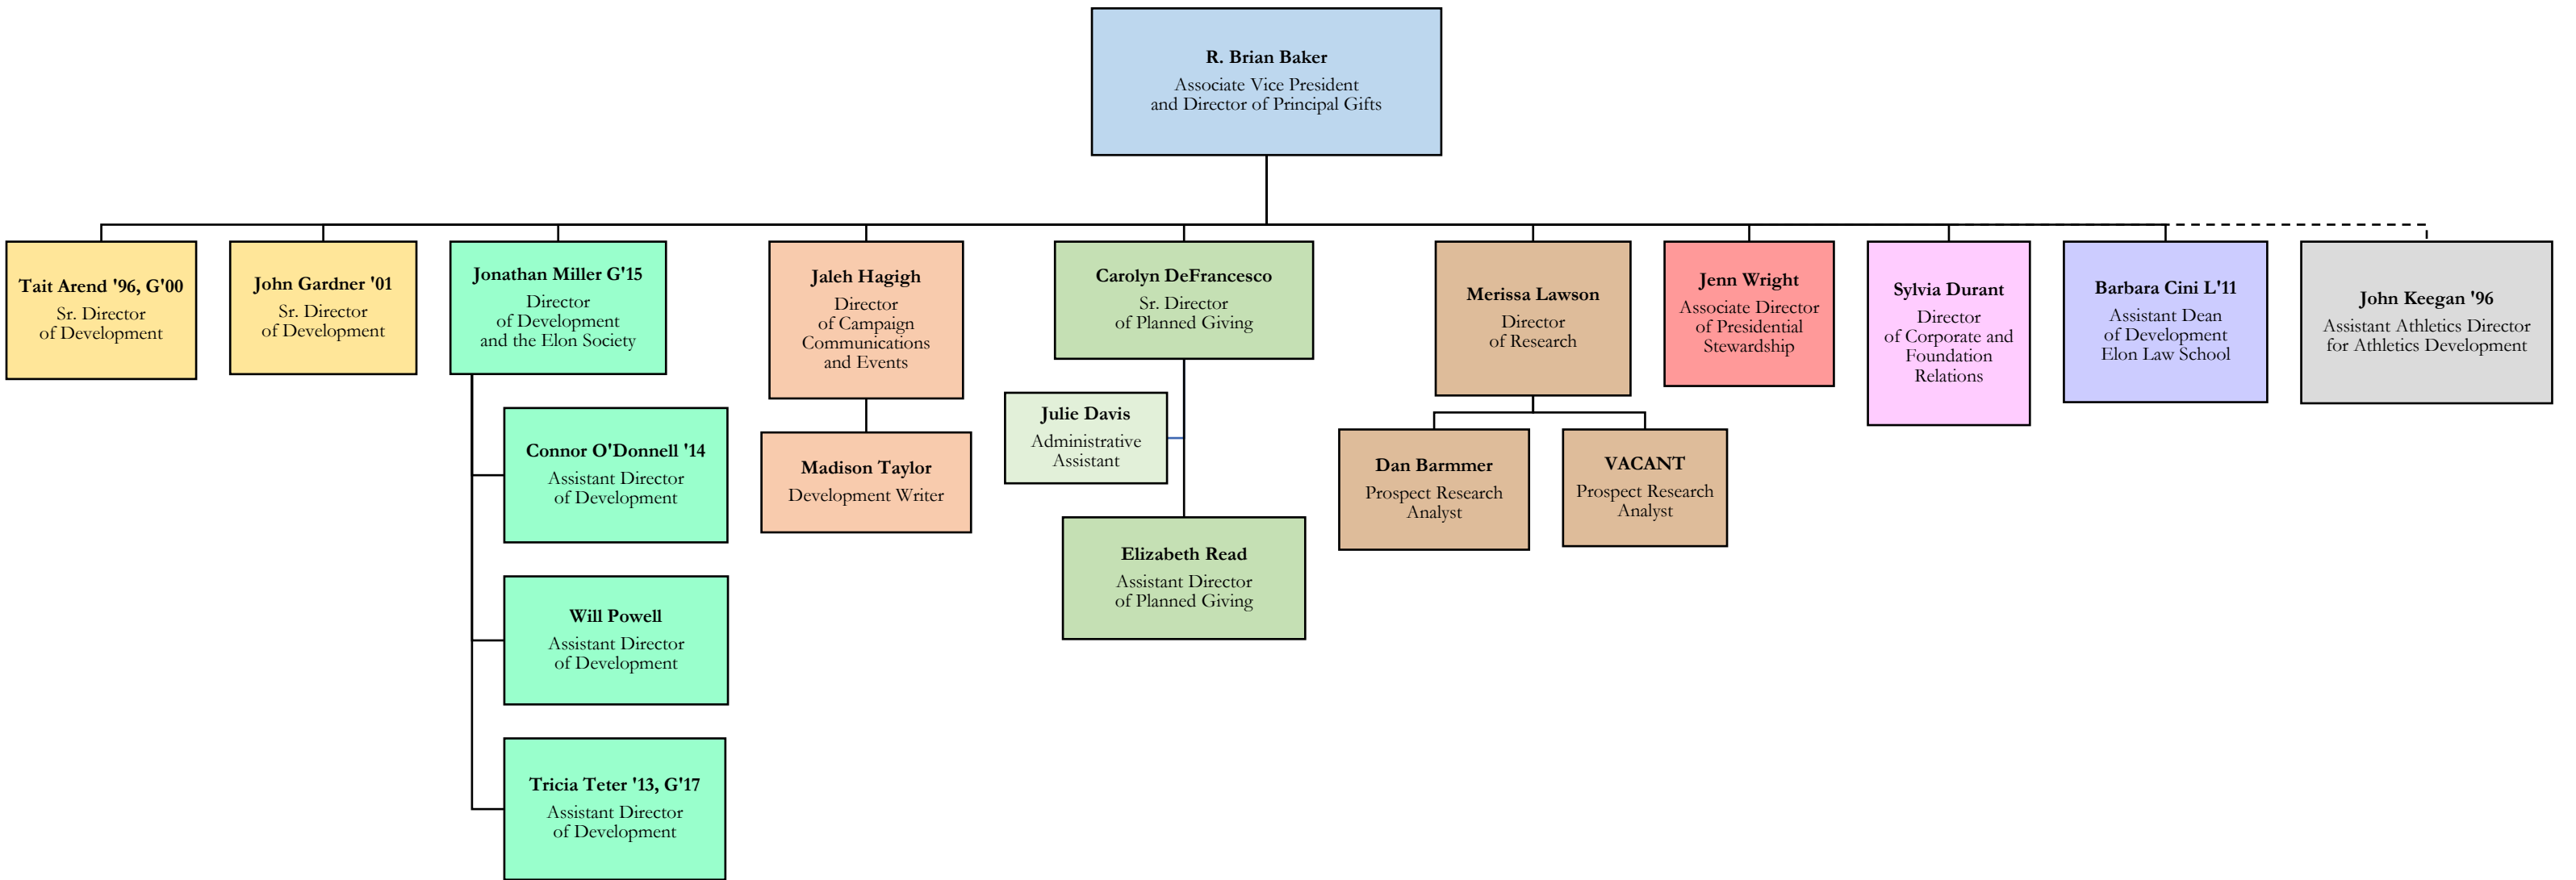 R. Brian Baker
Associate Vice President
and Director of Principal Gifts
Tait Arend '96, G'00
Sr. Director
of Development
John Gardner '01
Sr. Director
of Development
Jonathan Miller G'15
Director
of Development
and the Elon Society
Jaleh Hagigh
Director
of Campaign
Communications
and Events
Carolyn DeFrancesco
Sr. Director
of Planned Giving
Merissa Lawson
Director
of Research
Jenn Wright
Associate Director
of Presidential
Stewardship
Sylvia Durant
Director
of Corporate and
Foundation
Relations
Barbara Cini L'11
Assistant Dean
of Development
Elon Law School
John Keegan '96
Assistant Athletics Director
for Athletics Development
Connor O'Donnell '14
Assistant Director
of Development
Will Powell
Assistant Director
of Development
Tricia Teter '13, G'17
Assistant Director
of Development
Madison Taylor
Development Writer
Julie Davis
Administrative
Assistant
Elizabeth Read
Assistant Director
of Planned Giving
Dan Barmmer
Prospect Research
Analyst
VACANT
Prospect Research
Analyst